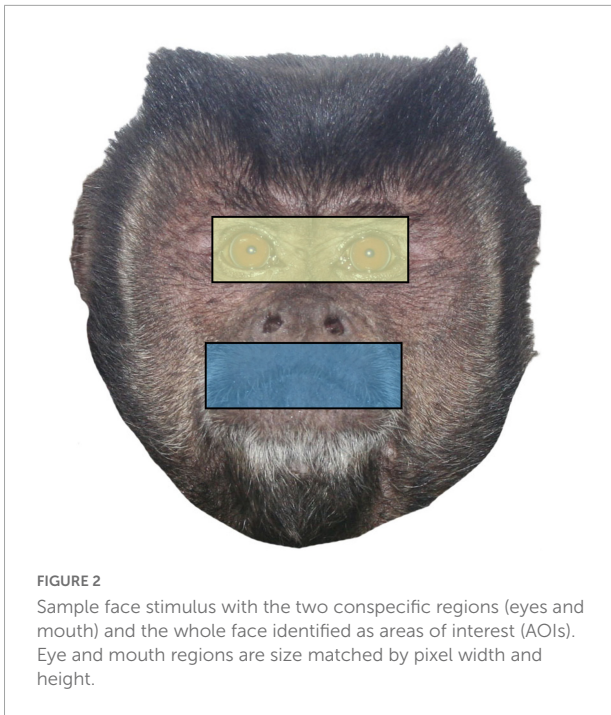 FIGURE 2
Sample face stimulus with the two conspecific regions (eyes and
mouth) and the whole face identified as areas of interest (AOIs).
Eye and mouth regions are size matched by pixel width and
height.